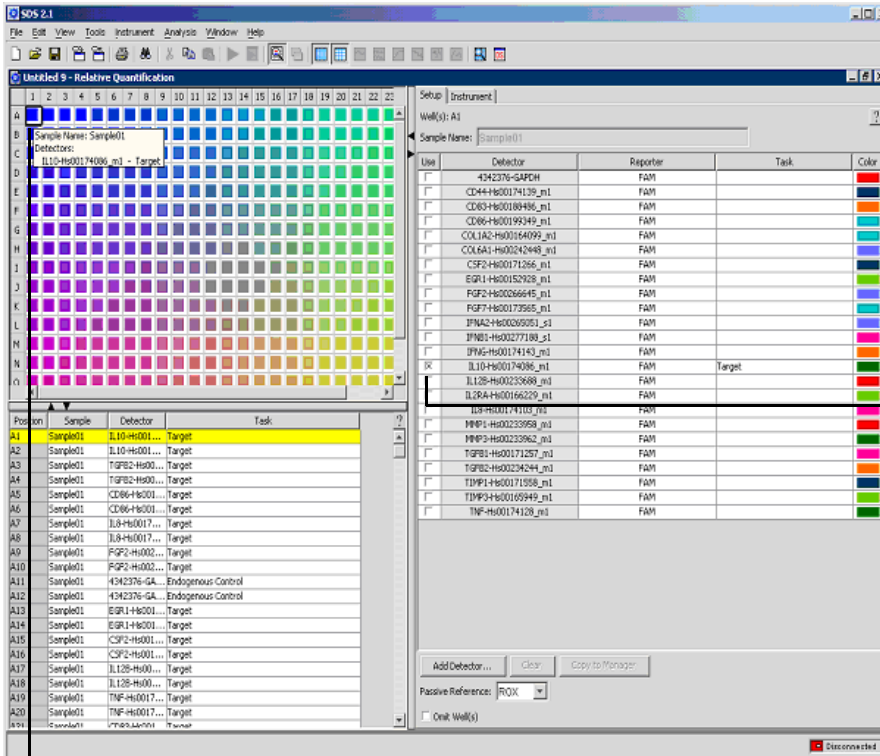 SDS 2.1
File Edit View Tools Instrument Analysis Window Help
Untitled 9 - Relative Quantification
1 2 3 4 5 6 7 8 9 10 11 12 13 14 15 16 17 18 19 20 21 22 23
A
B
C
D
E
F
G
H
I
J
K
L
M
N
O
Sample Name: Sample01
Detectors:
IL10-Hs00174086_m1 - Target
Position Sample Detector Task ?
A1 Sample01 IL10-Hs001... Target
A2 Sample01 IL10-Hs001... Target
A3 Sample01 TGFB2-Hs00... Target
A4 Sample01 TGFB2-Hs00... Target
A5 Sample01 CD86-Hs001... Target
A6 Sample01 CD86-Hs001... Target
A7 Sample01 IL8-Hs0017... Target
A8 Sample01 IL8-Hs0017... Target
A9 Sample01 FGF2-Hs002... Target
A10 Sample01 FGF2-Hs002... Target
A11 Sample01 4342376-GA... Endogenous Control
A12 Sample01 4342376-GA... Endogenous Control
A13 Sample01 EGR1-Hs001... Target
A14 Sample01 EGR1-Hs001... Target
A15 Sample01 CSF2-Hs001... Target
A16 Sample01 CSF2-Hs001... Target
A17 Sample01 IL12B-Hs00... Target
A18 Sample01 IL12B-Hs00... Target
A19 Sample01 TNF-Hs0017... Target
A20 Sample01 TNF-Hs0017... Target
A21 Sample01 CD83-Hs001... Target
Setup Instrument
Well(s): A1 ?
Sample Name: Sample01
Use Detector Reporter Task Color
4342376-GAPDH FAM
CD44-Hs00174139_m1 FAM
CD83-Hs00188486_m1 FAM
CD86-Hs00199349_m1 FAM
COL1A2-Hs00164099_m1 FAM
COL6A1-Hs00242448_m1 FAM
CSF2-Hs00171266_m1 FAM
EGR1-Hs00152928_m1 FAM
FGF2-Hs00266645_m1 FAM
FGF7-Hs00173565_m1 FAM
IFNA2-Hs00265051_s1 FAM
IFNB1-Hs00277188_s1 FAM
IFNG-Hs00174143_m1 FAM
IL10-Hs00174086_m1 FAM Target
IL12B-Hs00233688_m1 FAM
IL2RA-Hs00166229_m1 FAM
IL8-Hs00174103_m1 FAM
MMP1-Hs00233958_m1 FAM
MMP3-Hs00233962_m1 FAM
TGFB1-Hs00171257_m1 FAM
TGFB2-Hs00234244_m1 FAM
TIMP1-Hs00171558_m1 FAM
TIMP3-Hs00165949_m1 FAM
TNF-Hs00174128_m1 FAM
Add Detector... Clear Copy to Manager
Passive Reference: ROX
Omit Well(s)
Disconnected